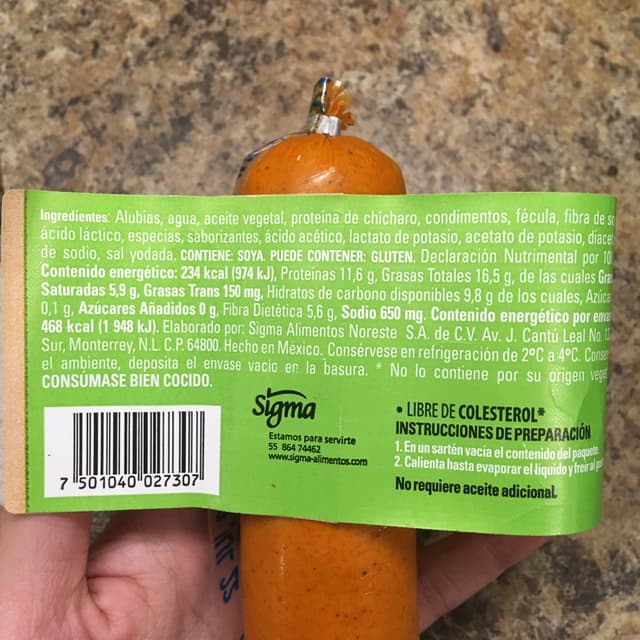 Ingredientes: Alubias, agua, aceite vegetal, proteína de chícharo, condimentos, fécula, fibra de
ácido láctico, especias, saborizantes, ácido acético, lactato de potasio, acetato de potasio,
de sodio, sal yodada. CONTIENE: SOYA. PUEDE CONTENER: GLUTEN. Declaración Nutrimental por
Contenido energético: 234 kcal (974 kJ), Proteínas 11,6 g, Grasas Totales 16,5 g, de las cuales
Saturadas 5,9 g, Grasas Trans 150 mg, Hidratos de carbono disponibles 9,8 g de los cuales,
0,1 g, Azúcares Añadidos 0 g, Fibra Dietética 5,6 g, Sodio 650 mg. Contenido energético por
468 kcal (1 948 kJ). Elaborado por: Sigma Alimentos Noreste S.A. de C.V. Av. J. Cantú Leal No.
Sur, Monterrey, N.L. C.P. 64800. Hecho en México. Consérvese en refrigeración de 2ºC a 4ºC.
el ambiente, deposita el envase vacío en la basura. * No lo contiene por su origen
CONSÚMASE BIEN COCIDO.
7 501040 027307
Sigma
Estamos para servirte
55 864 74462
www.sigma-alimentos.com
• LIBRE DE COLESTEROL*
INSTRUCCIONES DE PREPARACIÓN
1. En un sartén vacía el contenido del paquete.
2. Calienta hasta evaporar el líquido y freír al
No requiere aceite adicional.